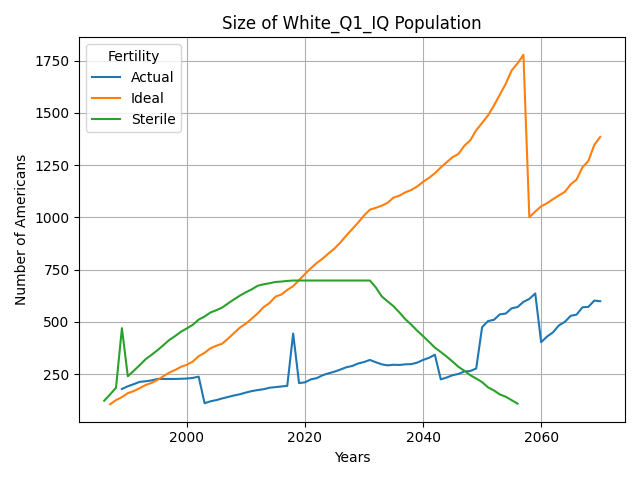 Size of White_Q1_IQ Population
Fertility
Actual
Ideal
Sterile
Number of Americans
1750
1500
1250
1000
750
500
250
2000
2020
2040
2060
Years